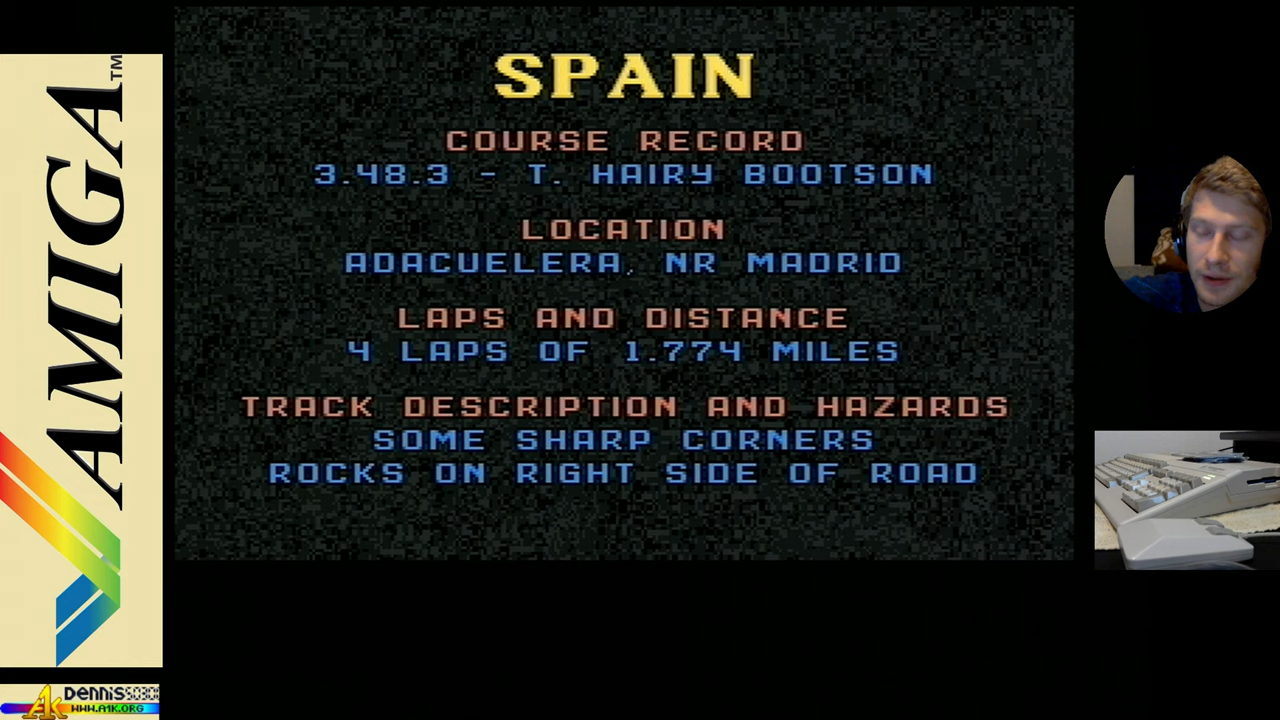 AMIGA™
SPAIN
COURSE RECORD
3.48.3 - T. HAIRY BOOTSON
LOCATION
ADACUELERA, NR MADRID
LAPS AND DISTANCE
4 LAPS OF 1.774 MILES
TRACK DESCRIPTION AND HAZARDS
SOME SHARP CORNERS
ROCKS ON RIGHT SIDE OF ROAD
A1K
DENNIS
WWW.A1K.ORG